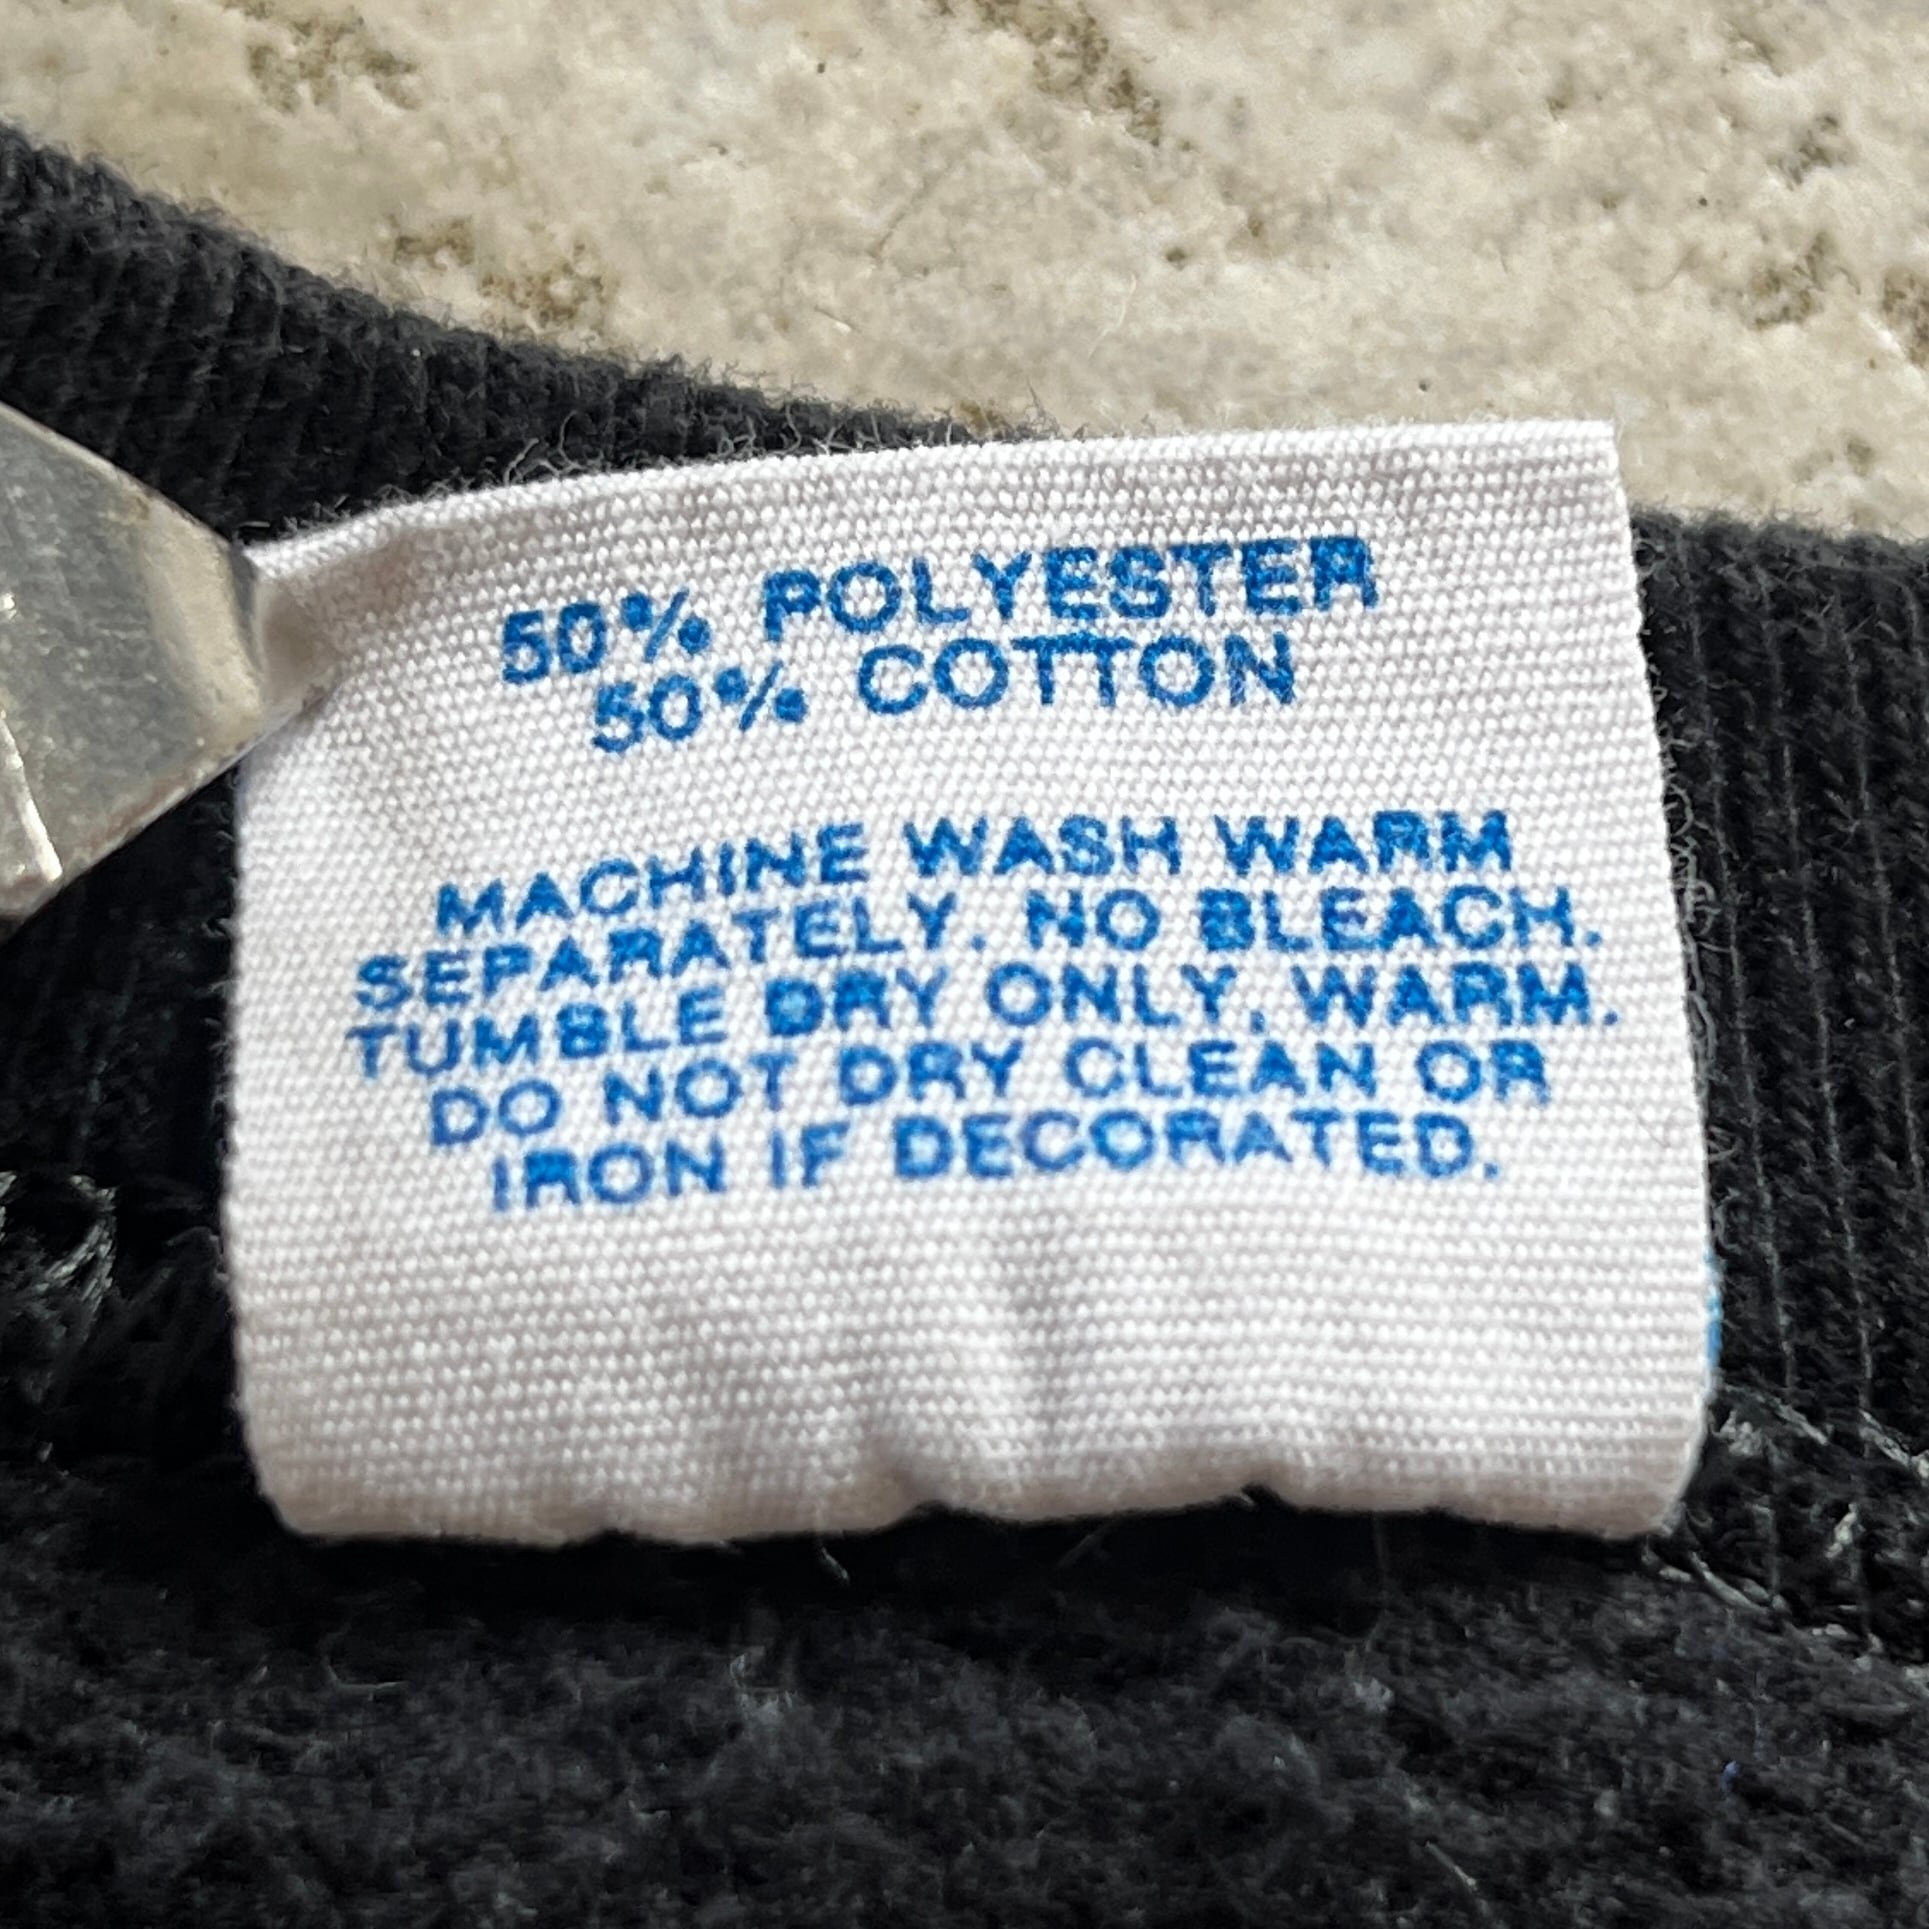 50% POLYESTER
50% COTTON
MACHINE WASH WARM
SEPARATELY. NO BLEACH.
TUMBLE DRY ONLY, WARM.
DO NOT DRY CLEAN OR
IRON IF DECORATED.